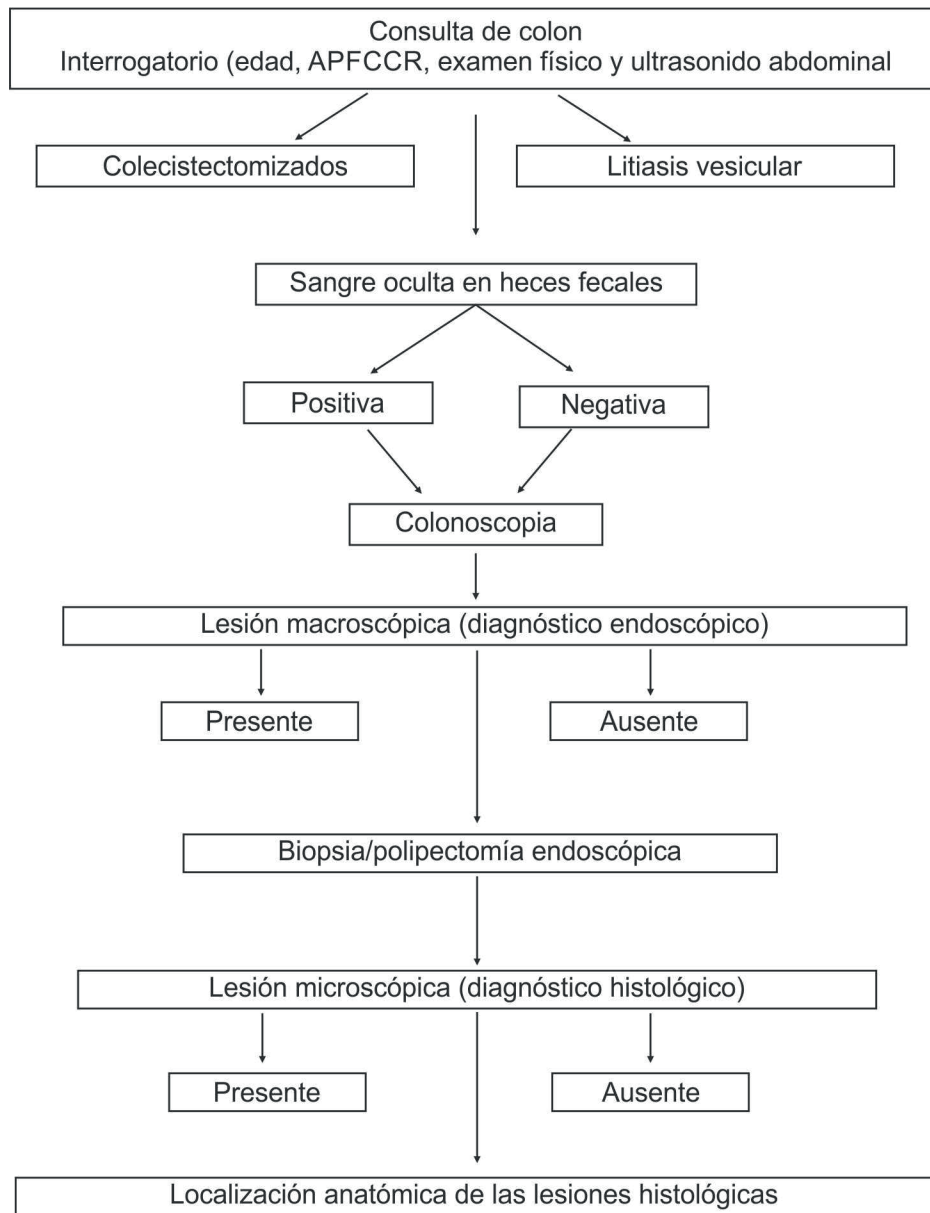 Consulta de colon
Interrogatorio (edad, APFCCR, examen físico y ultrasonido abdominal
Colecistectomizados
Litiasis vesicular
Sangre oculta en heces fecales
Positiva
Negativa
Colonoscopia
Lesión macroscópica (diagnóstico endoscópico)
Presente
Ausente
Biopsia/polipectomía endoscópica
Lesión microscópica (diagnóstico histológico)
Presente
Ausente
Localización anatómica de las lesiones histológicas